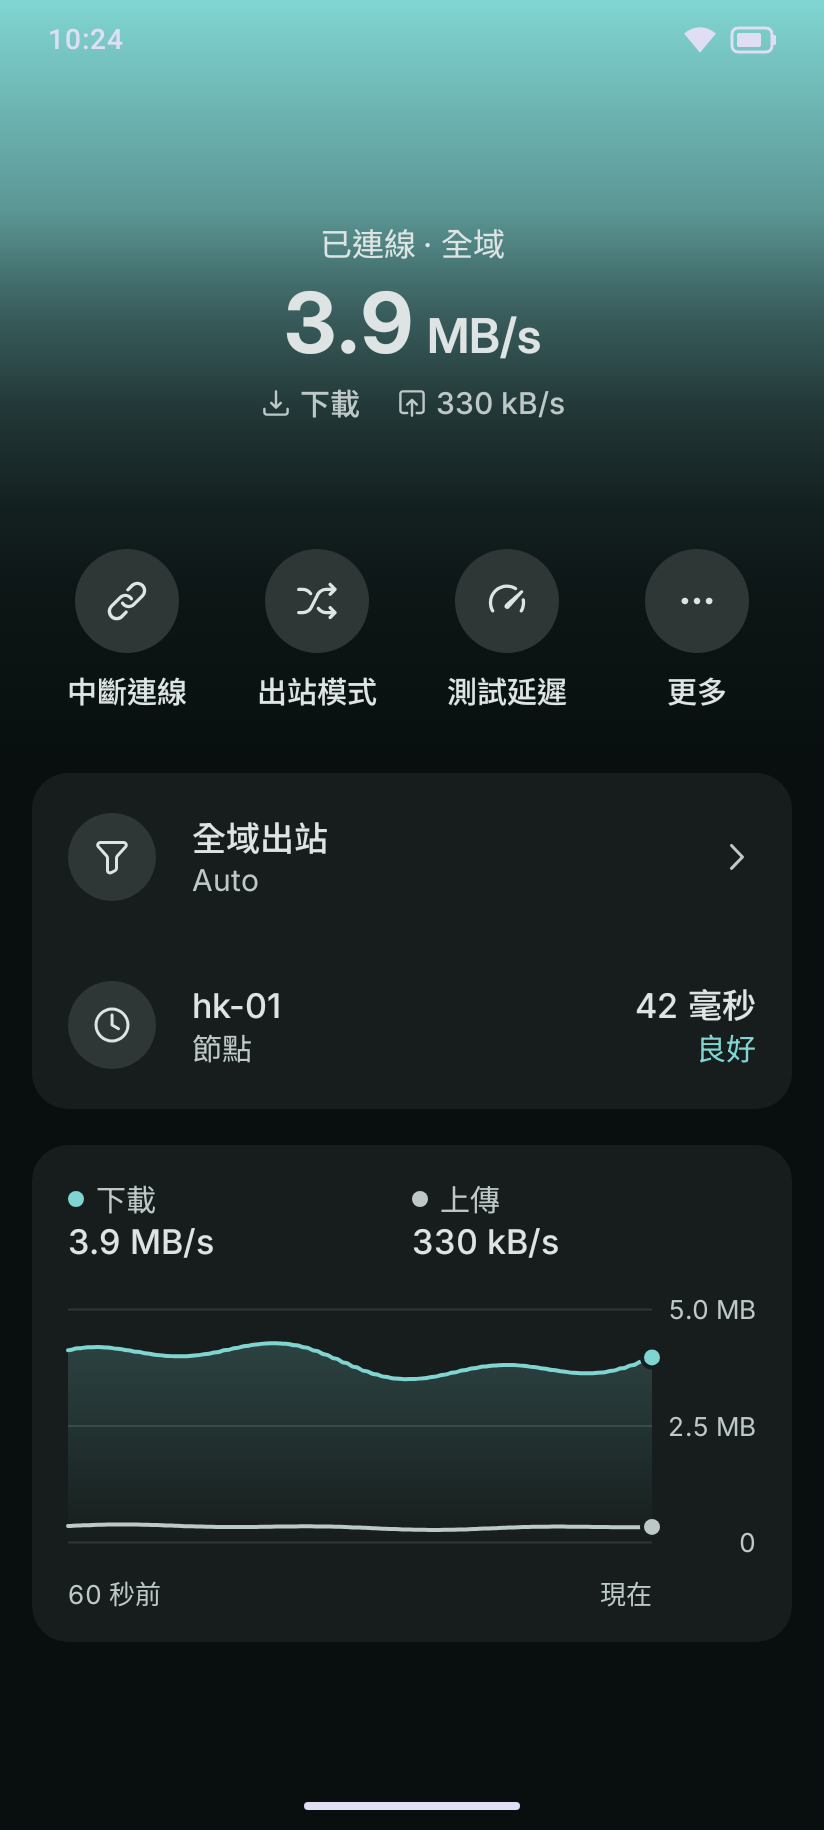 10:24
已連線 · 全域
3.9 MB/s
下載 330 kB/s
中斷連線 出站模式 測試延遲 更多
全域出站
Auto
hk-01 42 毫秒
節點 良好
下載 上傳
3.9 MB/s 330 kB/s
5.0 MB
2.5 MB
0
60 秒前 現在